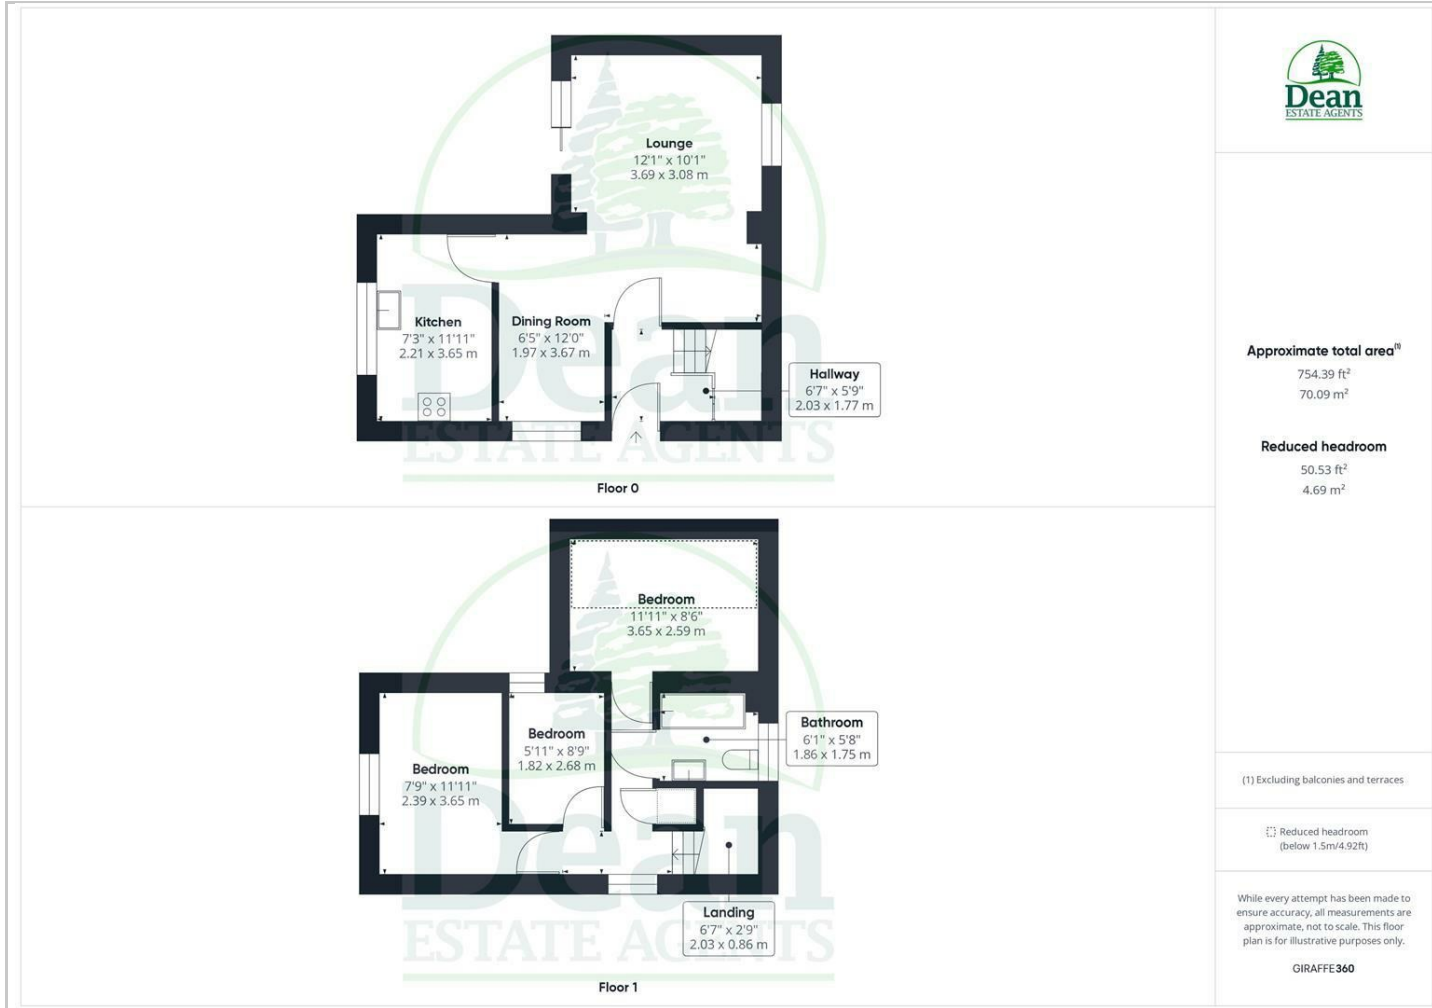 Lounge
12'1" x 10'1"
3.69 x 3.08 m
Kitchen
7'3" x 11'11"
2.21 x 3.65 m
Dining Room
6'5" x 12'0"
1.97 x 3.67 m
Hallway
6'7" x 5'9"
2.03 x 1.77 m
Dean
ESTATE AGENTS
Floor 0
Bedroom
11'11" x 8'6"
3.65 x 2.59 m
Bedroom
5'11" x 8'9"
1.82 x 2.68 m
Bathroom
6'1" x 5'8"
1.86 x 1.75 m
Bedroom
7'9" x 11'11"
2.39 x 3.65 m
Landing
6'7" x 2'9"
2.03 x 0.86 m
Dean
ESTATE AGENTS
Floor 1
Dean
ESTATE AGENTS
Approximate total area⁽¹⁾
754.39 ft²
70.09 m²
Reduced headroom
50.53 ft²
4.69 m²
(1) Excluding balconies and terraces
Reduced headroom
(below 1.5m/4.92ft)
While every attempt has been made to
ensure accuracy, all measurements are
approximate, not to scale. This floor
plan is for illustrative purposes only.
GIRAFFE360